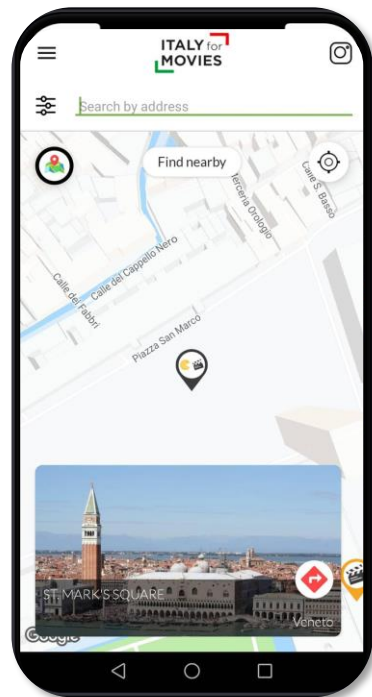 ITALY for
MOVIES
Search by address
Find nearby
Merceria Orologio
Calle S. Basso
Calle del Cappello Nero
Calle dei Fabbri
Piazza San Marco
ST. MARK'S SQUARE
Veneto
Google